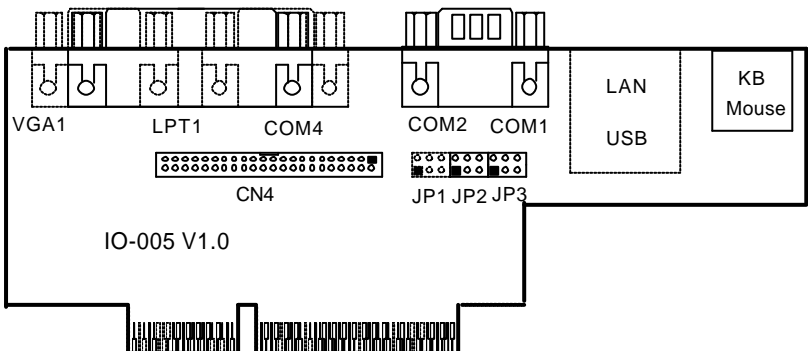 LAN
KB
Mouse
VGA1 LPT1 COM4 COM2 COM1
USB
CN4 JP1 JP2 JP3
IO-005 V1.0